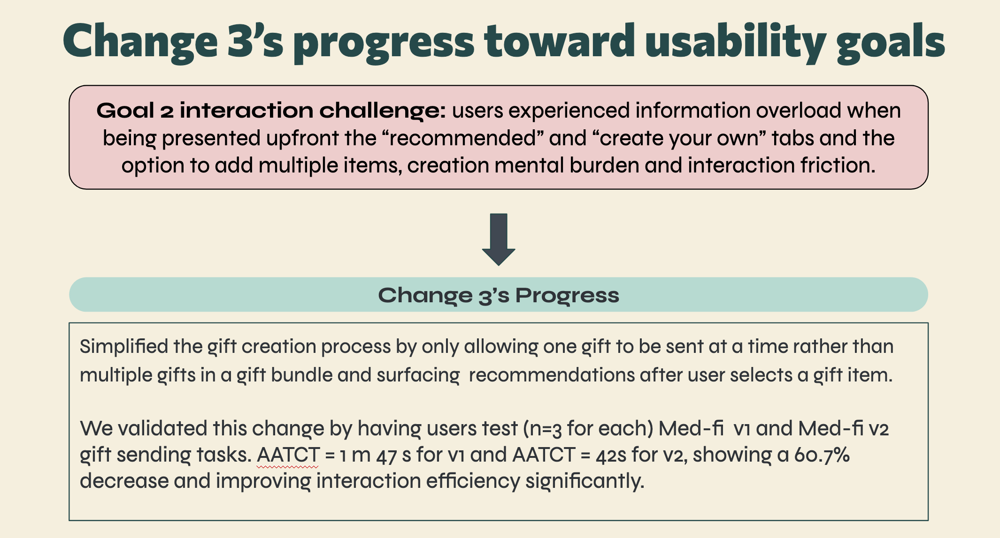 Change 3’s progress toward usability goals
Goal 2 interaction challenge: users experienced information overload when
being presented upfront the “recommended” and “create your own” tabs and the
option to add multiple items, creation mental burden and interaction friction.
Change 3’s Progress
Simplified the gift creation process by only allowing one gift to be sent at a time rather than
multiple gifts in a gift bundle and surfacing  recommendations after user selects a gift item.
We validated this change by having users test (n=3 for each) Med-fi  v1 and Med-fi v2
gift sending tasks. AATCT = 1 m 47 s for v1 and AATCT = 42s for v2, showing a 60.7%
decrease and improving interaction efficiency significantly.